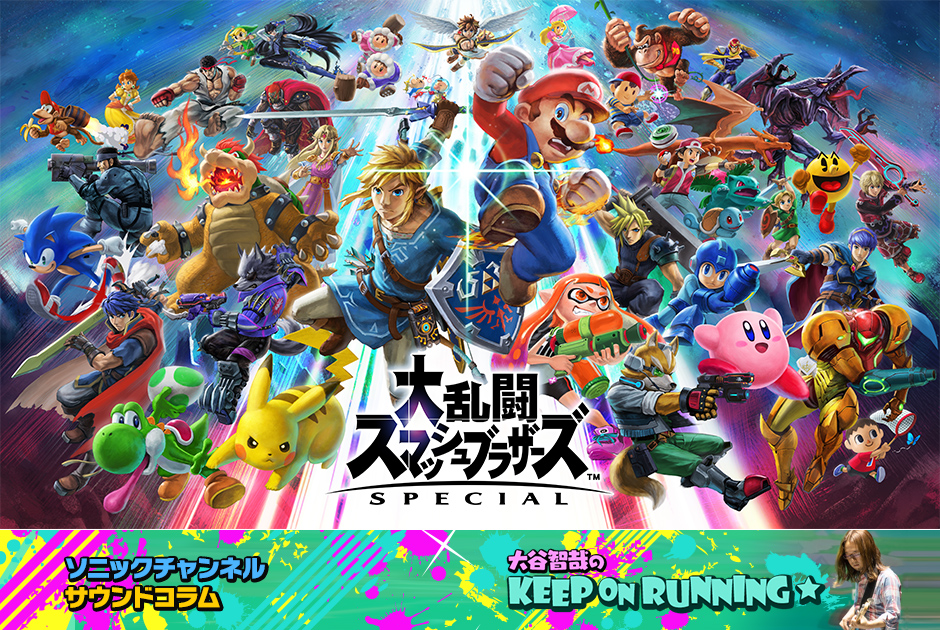 大乱闘
スマッシュブラザーズ™
SPECIAL
ソニックチャンネル
サウンドコラム
大谷智哉の
KEEP ON RUNNING★